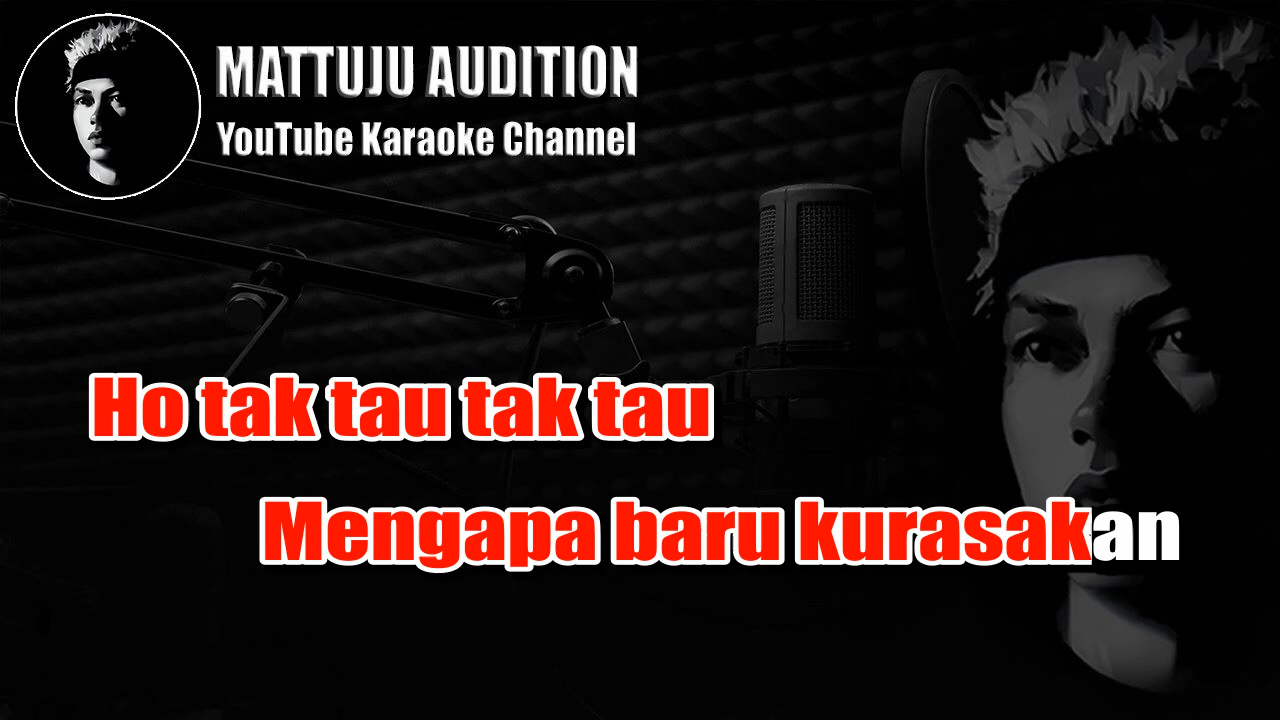 MATTUJU AUDITION
YouTube Karaoke Channel
Ho tak tau tak tau
Mengapa baru kurasakan